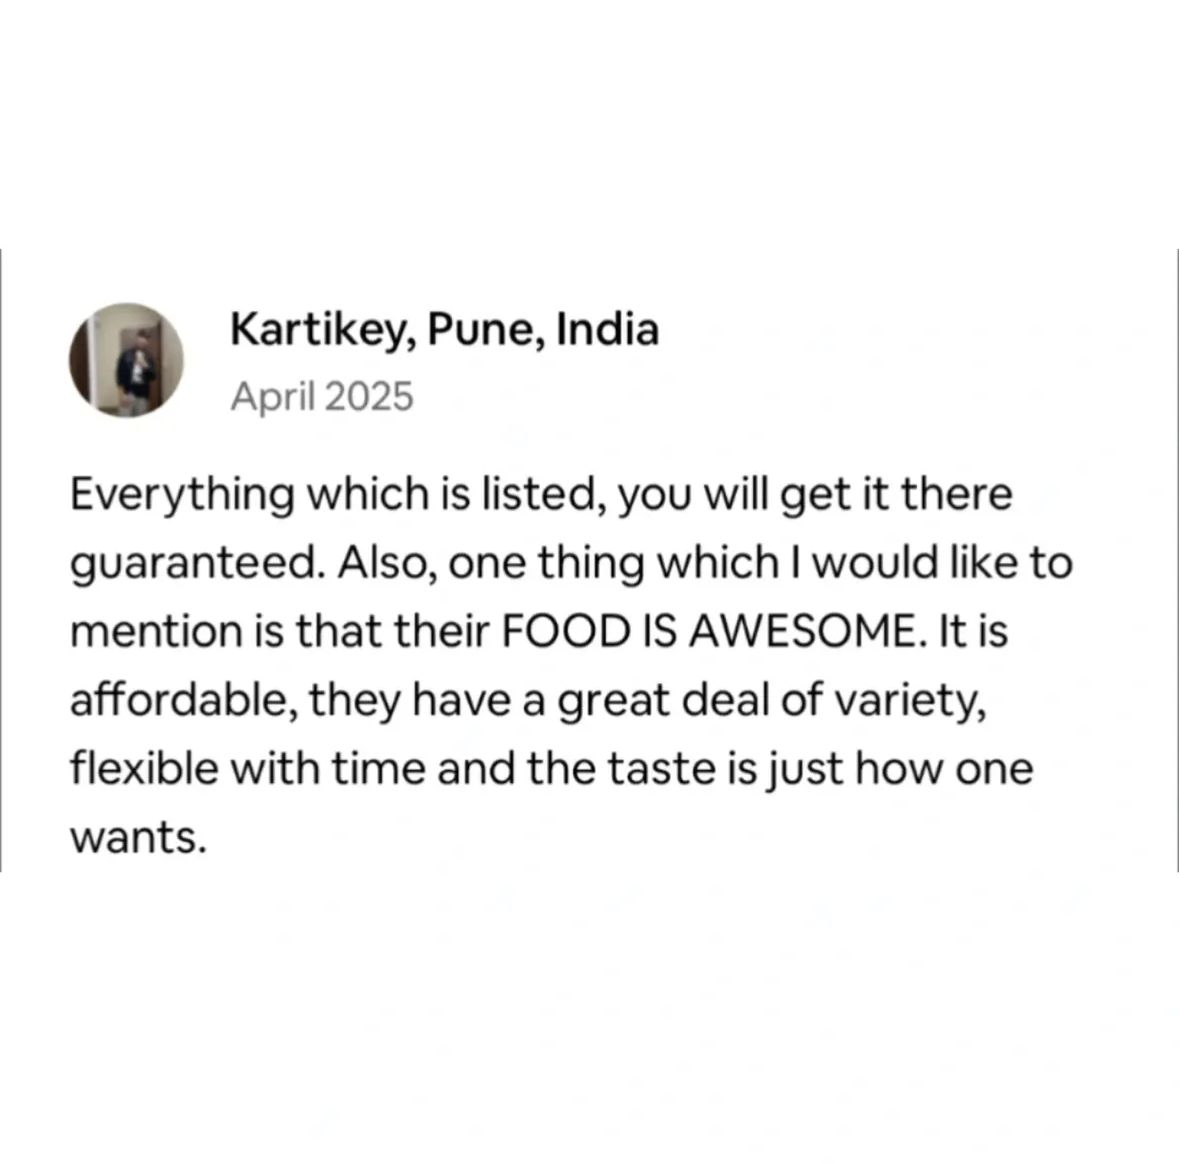 Kartikey, Pune, India
April 2025
Everything which is listed, you will get it there
guaranteed. Also, one thing which I would like to
mention is that their FOOD IS AWESOME. It is
affordable, they have a great deal of variety,
flexible with time and the taste is just how one
wants.